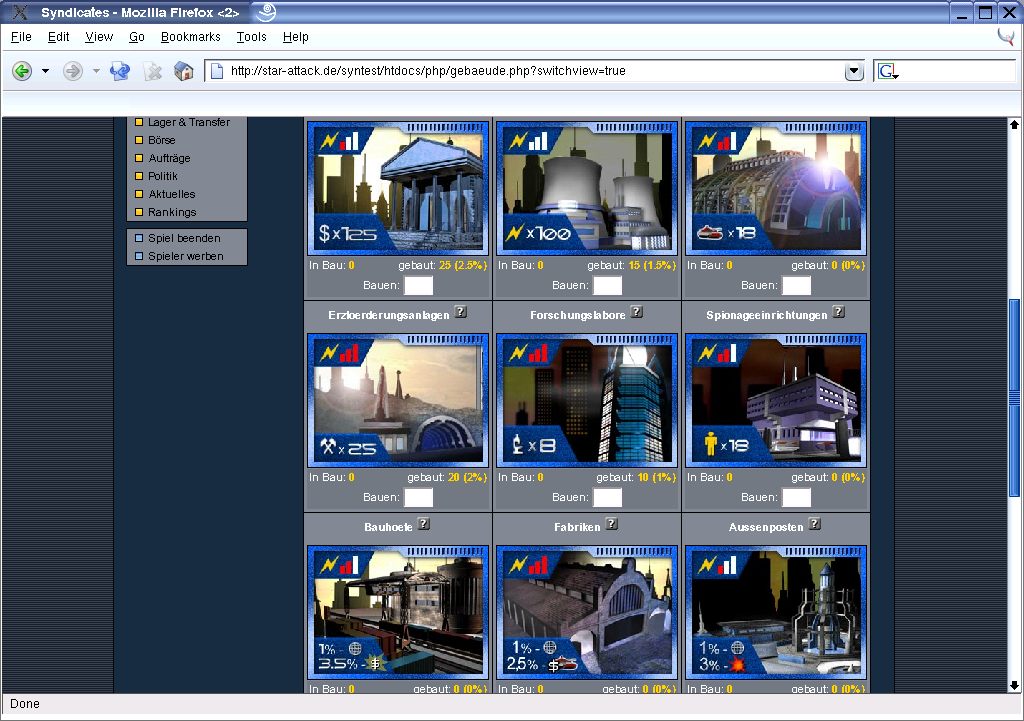 Syndicates - Mozilla Firefox <2>
File Edit View Go Bookmarks Tools Help
http://star-attack.de/syntest/htdocs/php/gebaeude.php?switchview=true
G
Lager & Transfer
Börse
Aufträge
Politik
Aktuelles
Rankings
Spiel beenden
Spieler werben
$x125
x100
x18
In Bau: 0 gebaut: 25 (2.5%)
In Bau: 0 gebaut: 15 (1.5%)
In Bau: 0 gebaut: 0 (0%)
Bauen:
Bauen:
Bauen:
Erzfoerderungsanlagen ?
Forschungslabore ?
Spionageeinrichtungen ?
x25
x8
x18
In Bau: 0 gebaut: 20 (2%)
In Bau: 0 gebaut: 10 (1%)
In Bau: 0 gebaut: 0 (0%)
Bauen:
Bauen:
Bauen:
Bauhoefe ?
Fabriken ?
Aussenposten ?
1% -
3.5% - $
1% -
2,5% - $
1% -
3% -
In Bau: 0 gebaut: 0 (0%)
In Bau: 0 gebaut: 0 (0%)
In Bau: 0 gebaut: 0 (0%)
Done